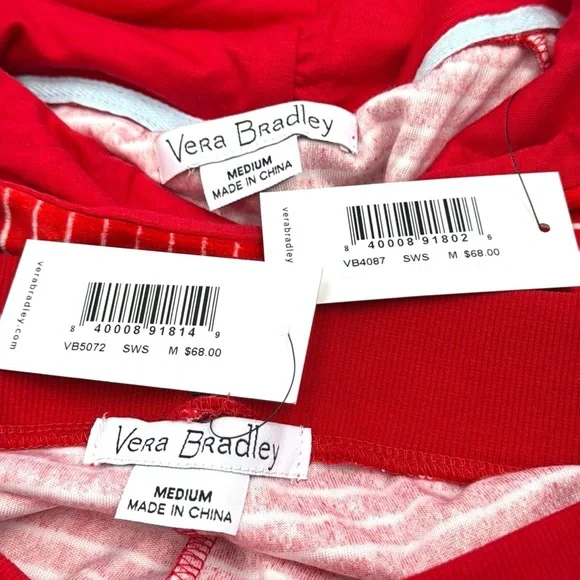 Vera Bradley
MEDIUM
MADE IN CHINA
verabradley
8 40008 91802 6
VB4087 SWS M $68.00
verabradley.com
8 40008 91814 9
VB5072 SWS M $68.00
Vera Bradley
MEDIUM
MADE IN CHINA